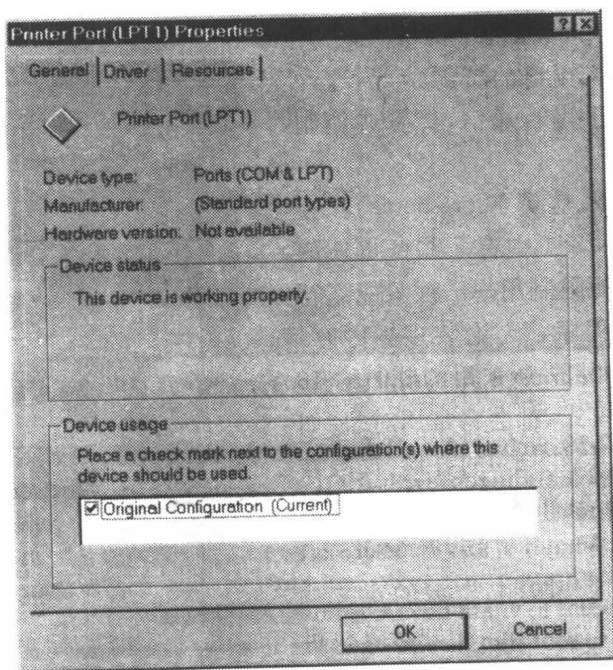 Printer Port (LPT1) Properties
General Driver Resources
Printer Port (LPT1)
Device type: Ports (COM & LPT)
Manufacturer: (Standard port types)
Hardware version: Not available
Device status
This device is working properly.
Device usage
Place a check mark next to the configuration(s) where this
device should be used.
Original Configuration (Current)
OK Cancel